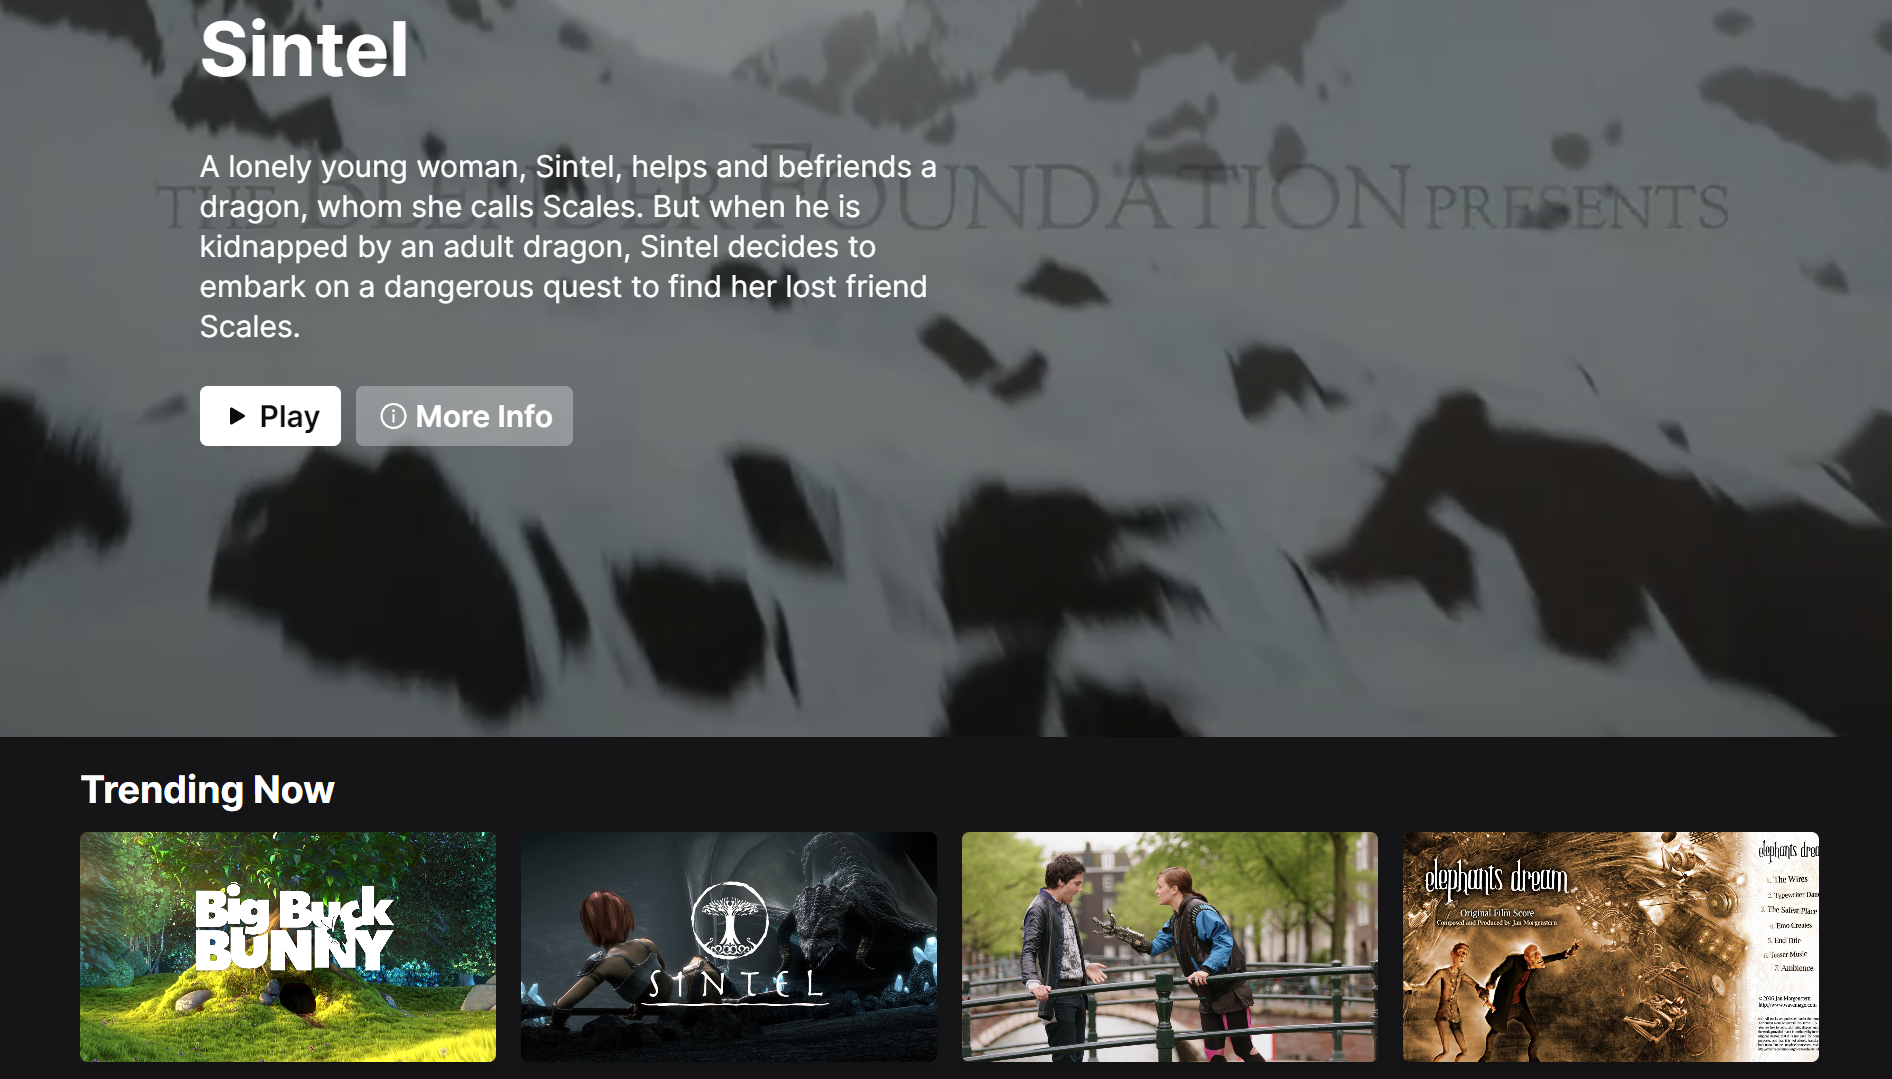 Sintel
THE BLENDER FOUNDATION PRESENTS
A lonely young woman, Sintel, helps and befriends a
dragon, whom she calls Scales. But when he is
kidnapped by an adult dragon, Sintel decides to
embark on a dangerous quest to find her lost friend
Scales.
Play
More Info
Trending Now
Big Buck
BUNNY
SINTEL
elephants dream
Original Film Score
Composed and Produced by Jan Morgenstern
elephants drea
1. The Wires
2. Typewriter Dan
3. The Safest Place
4. Emo Creates
5. End Title
6. Teaser Music
7. Ambience
© 2006 Jan Morgenstern